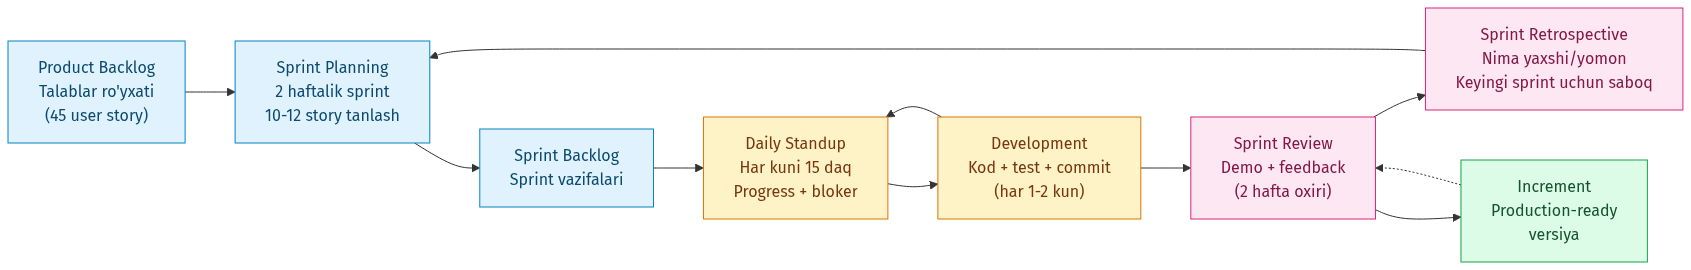 Product Backlog
Talablar ro'yxati
(45 user story)
Sprint Planning
2 haftalik sprint
10-12 story tanlash
Sprint Backlog
Sprint vazifalari
Daily Standup
Har kuni 15 daq
Progress + bloker
Development
Kod + test + commit
(har 1-2 kun)
Sprint Review
Demo + feedback
(2 hafta oxiri)
Sprint Retrospective
Nima yaxshi/yomon
Keyingi sprint uchun saboq
Increment
Production-ready
versiya